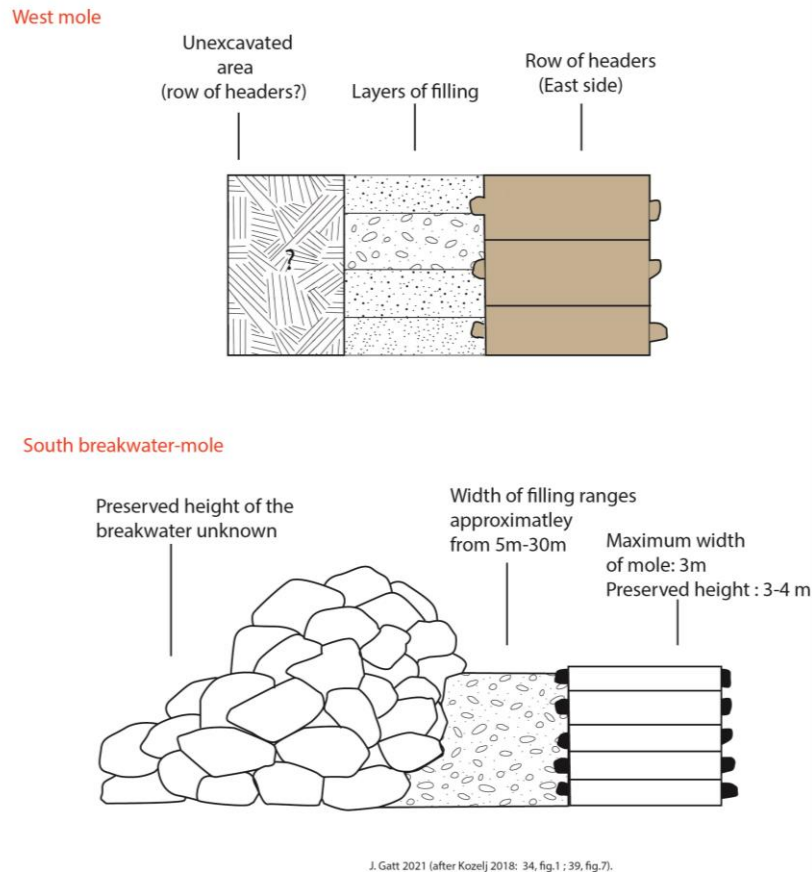 West mole
Unexcavated
area
(row of headers?)
Layers of filling
Row of headers
(East side)
?
South breakwater-mole
Preserved height of the
breakwater unknown
Width of filling ranges
approximatley
from 5m-30m
Maximum width
of mole: 3m
Preserved height : 3-4 m
J. Gatt 2021 (after Kozelj 2018: 34, fig.1 ; 39, fig.7).